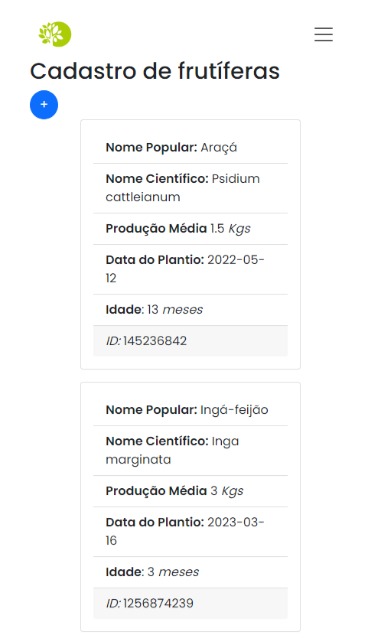 Cadastro de frutíferas
+
Nome Popular: Araçá
Nome Científico: Psidium
cattleianum
Produção Média 1.5 Kgs
Data do Plantio: 2022-05-
12
Idade: 13 meses
ID: 145236842
Nome Popular: Ingá-feijão
Nome Científico: Inga
marginata
Produção Média 3 Kgs
Data do Plantio: 2023-03-
16
Idade: 3 meses
ID: 1256874239